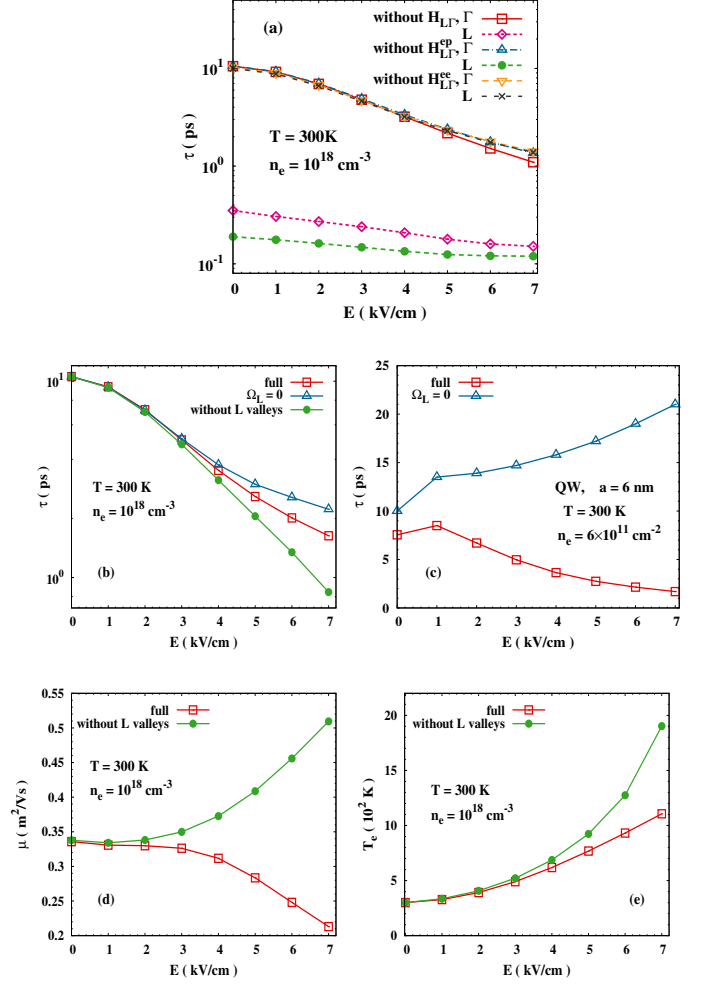 (a)
without H_LΓ, Γ
L
without H^ep_LΓ, Γ
L
without H^ee_LΓ, Γ
L
T = 300K
n_e = 10^18 cm^-3
τ ( ps )
10^1
10^0
10^-1
0 1 2 3 4 5 6 7
E ( kV/cm )
full
Ω_L = 0
without L valleys
T = 300 K
n_e = 10^18 cm^-3
(b)
τ ( ps )
10^1
10^0
0 1 2 3 4 5 6 7
E ( kV/cm )
full
Ω_L = 0
QW, a = 6 nm
T = 300 K
n_e = 6×10^11 cm^-2
(c)
τ ( ps )
25
20
15
10
5
0
0 1 2 3 4 5 6 7
E ( kV/cm )
full
without L valleys
T = 300 K
n_e = 10^18 cm^-3
(d)
μ ( m^2/Vs )
0.55
0.5
0.45
0.4
0.35
0.3
0.25
0.2
0 1 2 3 4 5 6 7
E ( kV/cm )
full
without L valleys
T = 300 K
n_e = 10^18 cm^-3
(e)
T_e ( 10^2 K )
20
15
10
5
0
0 1 2 3 4 5 6 7
E ( kV/cm )